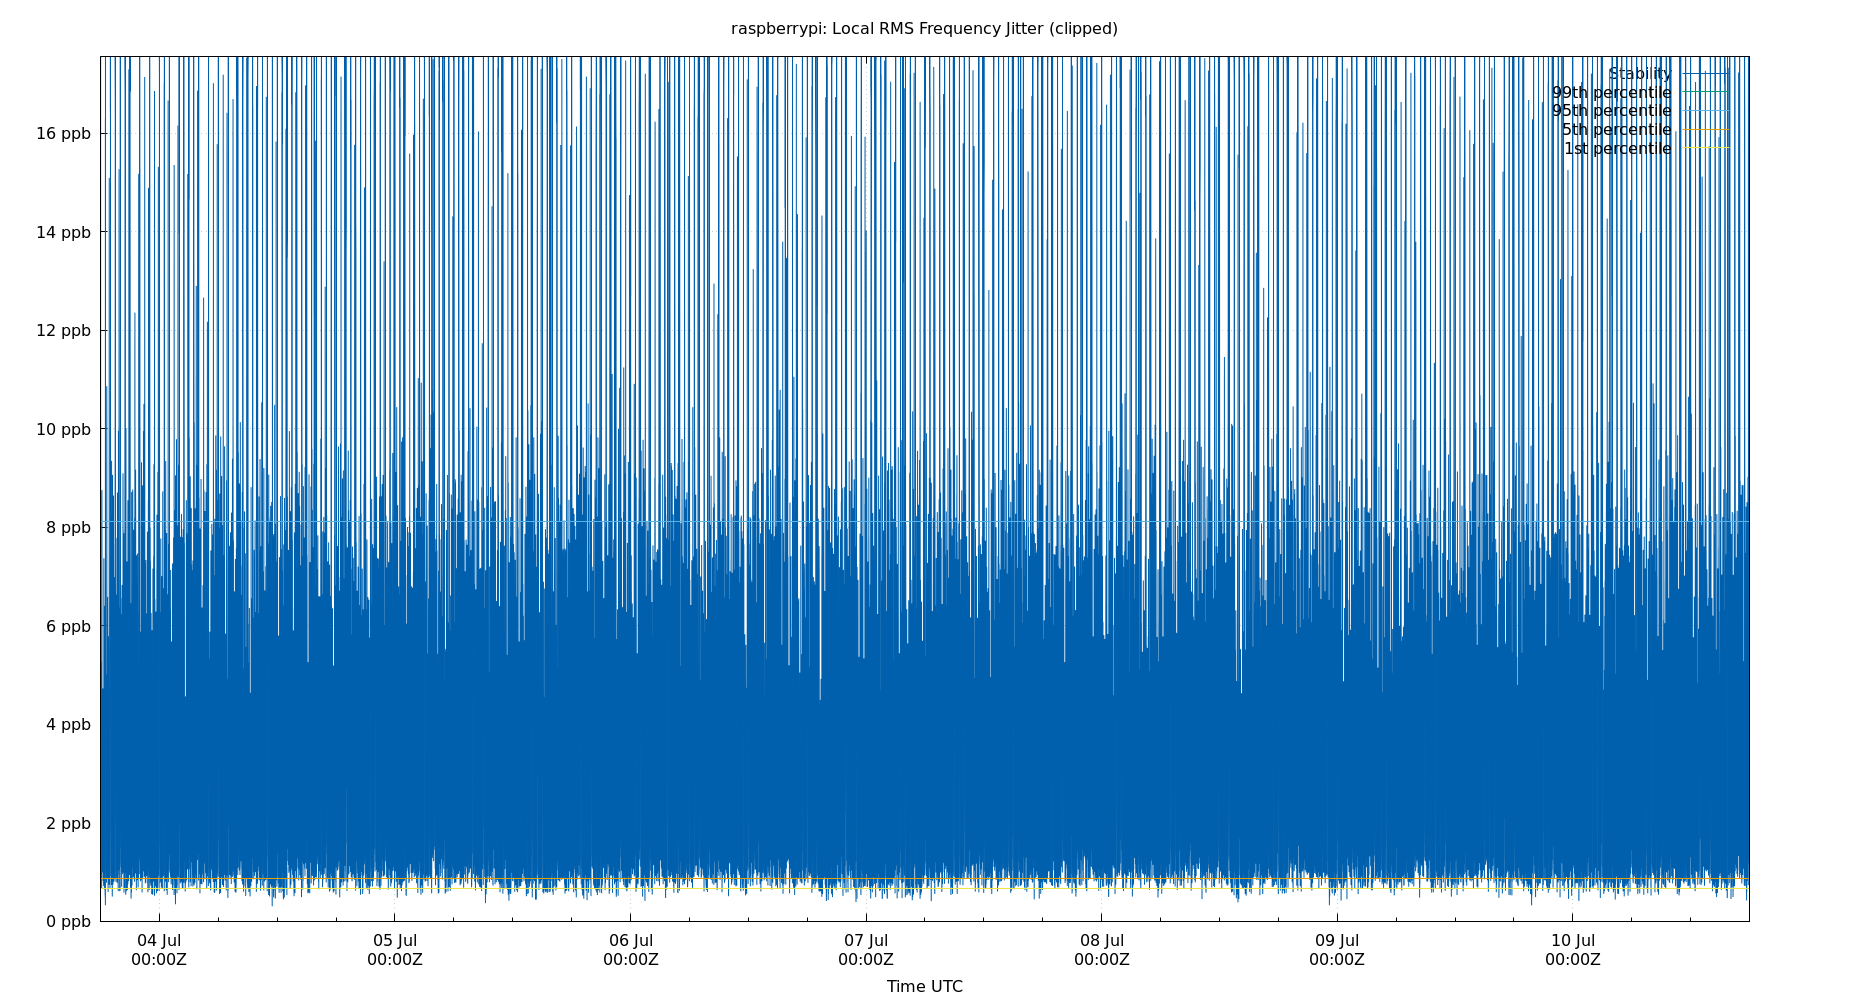 raspberrypi: Local RMS Frequency Jitter (clipped)
Stability
99th percentile
95th percentile
5th percentile
1st percentile
16 ppb
14 ppb
12 ppb
10 ppb
8 ppb
6 ppb
4 ppb
2 ppb
0 ppb
04 Jul 05 Jul 06 Jul 07 Jul 08 Jul 09 Jul 10 Jul
00:00Z 00:00Z 00:00Z 00:00Z 00:00Z 00:00Z 00:00Z
Time UTC